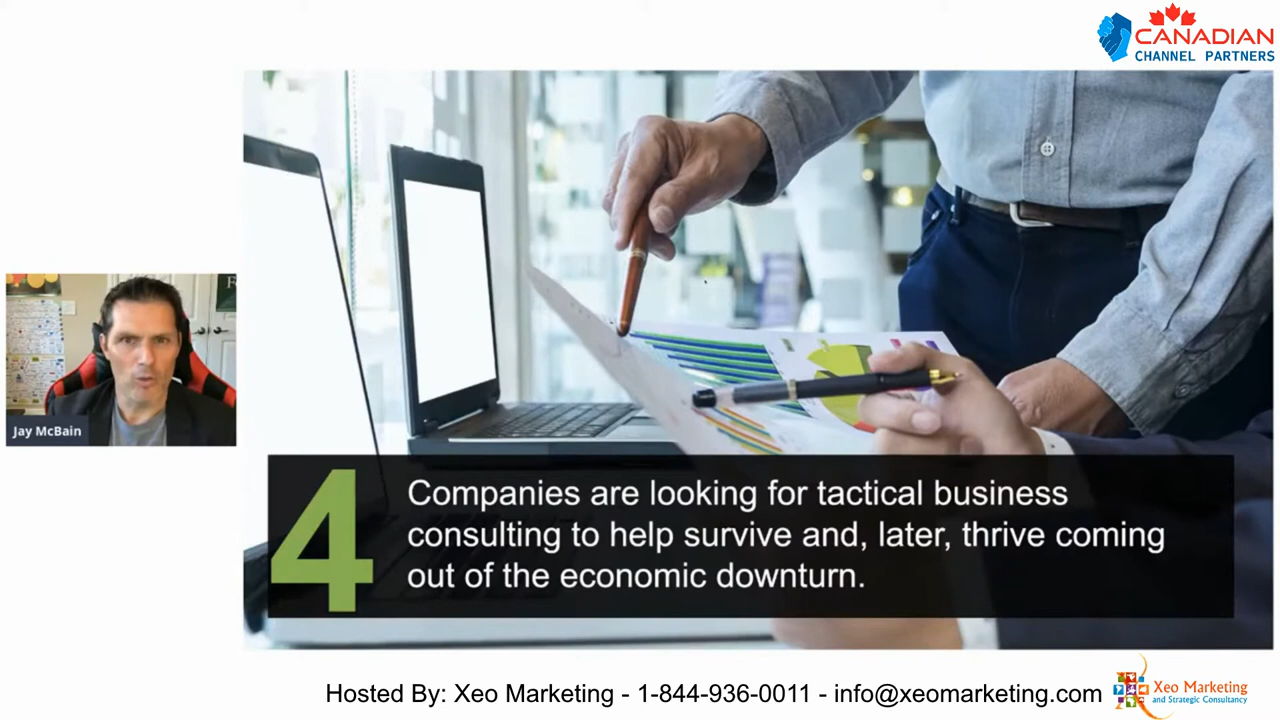 CANADIAN
CHANNEL PARTNERS
Jay McBain
4
Companies are looking for tactical business
consulting to help survive and, later, thrive coming
out of the economic downturn.
Hosted By: Xeo Marketing - 1-844-936-0011 - info@xeomarketing.com
Xeo Marketing
and Strategic Consultancy